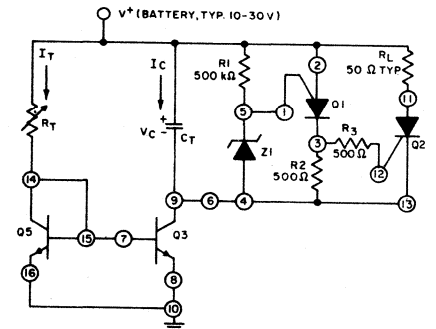 V+ (BATTERY, TYP. 10-30V)
IT
RT
IC
+
VC
-
CT
R1
500 kΩ
5
1
2
Q1
Z1
3
R3
500Ω
R2
500Ω
RL
50 Ω TYP
11
Q2
12
14
9
6
4
13
Q5
15
7
Q3
16
8
10